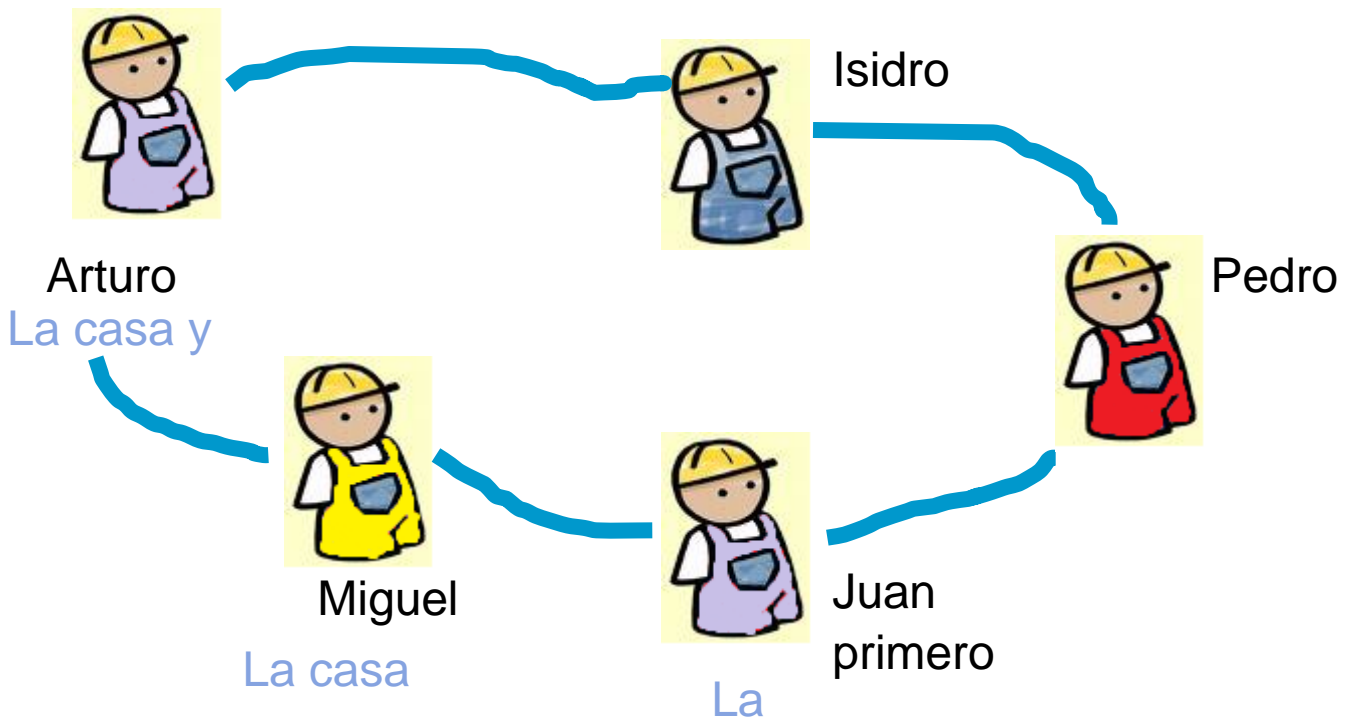 Isidro
Arturo
Pedro
La casa y
Miguel
Juan
primero
La casa
La